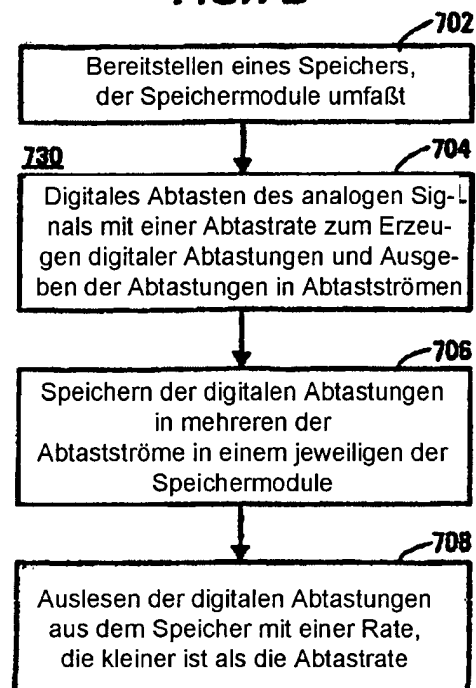 702
Bereitstellen eines Speichers,
der Speichermodule umfaßt
730
704
Digitales Abtasten des analogen Sig-
nals mit einer Abtastrate zum Erzeu-
gen digitaler Abtastungen und Ausge-
ben der Abtastungen in Abtastströmen
706
Speichern der digitalen Abtastungen
in mehreren der
Abtastströme in einem jeweiligen der
Speichermodule
708
Auslesen der digitalen Abtastungen
aus dem Speicher mit einer Rate,
die kleiner ist als die Abtastrate